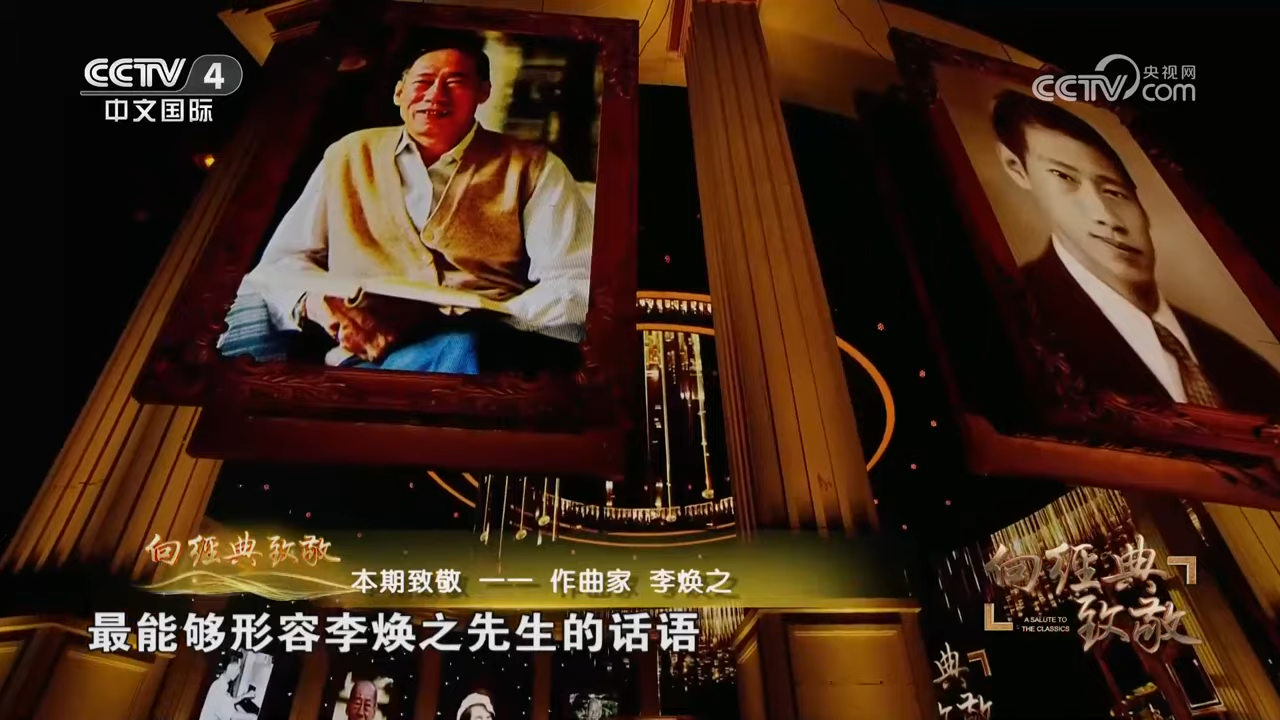 CCTV 4
中文国际
CCTV 央视网
com
向经典致敬
本期致敬 —— 作曲家 李焕之
最能够形容李焕之先生的话语
向经典
致敬
A SALUTE TO
THE CLASSICS
典